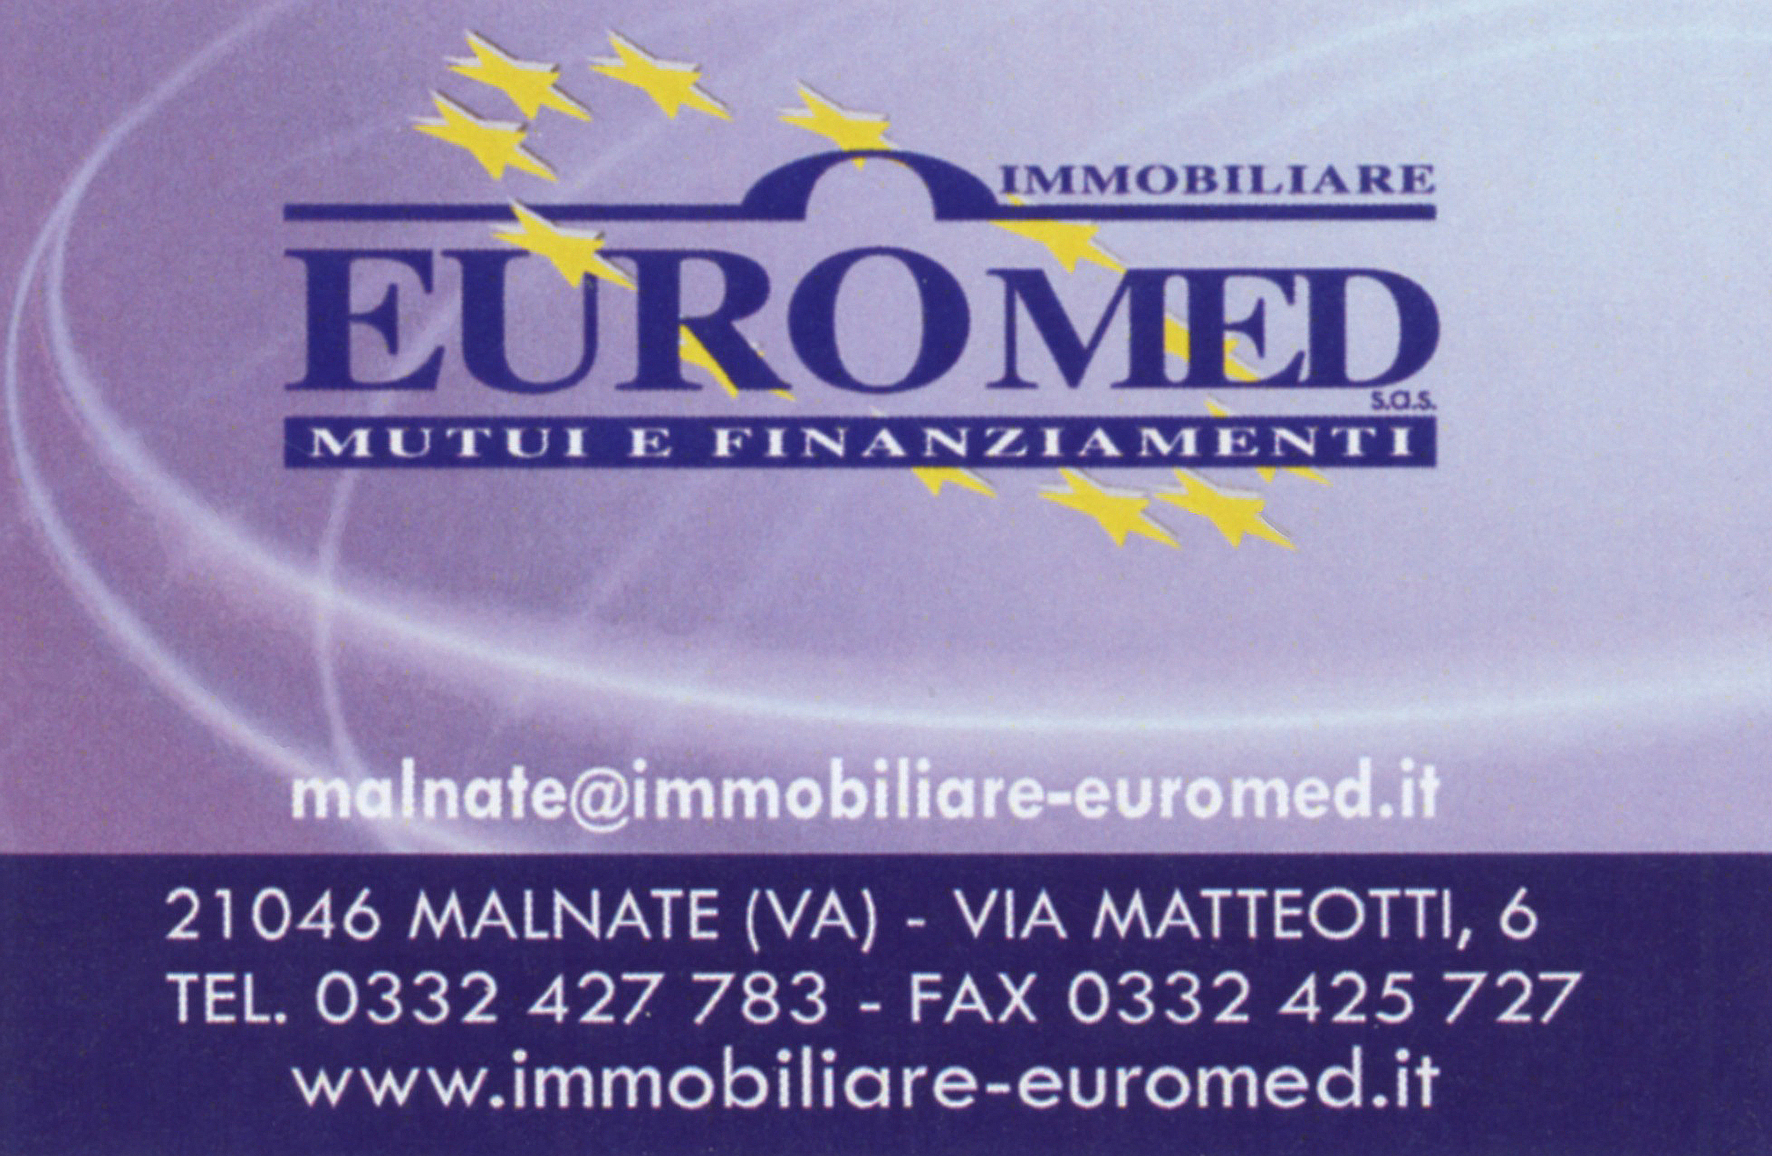 IMMOBILIARE
EUROMED
s.a.s.
MUTUI E FINANZIAMENTI
malnate@immobiliare-euromed.it
21046 MALNATE (VA) - VIA MATTEOTTI, 6
TEL. 0332 427 783 - FAX 0332 425 727
www.immobiliare-euromed.it